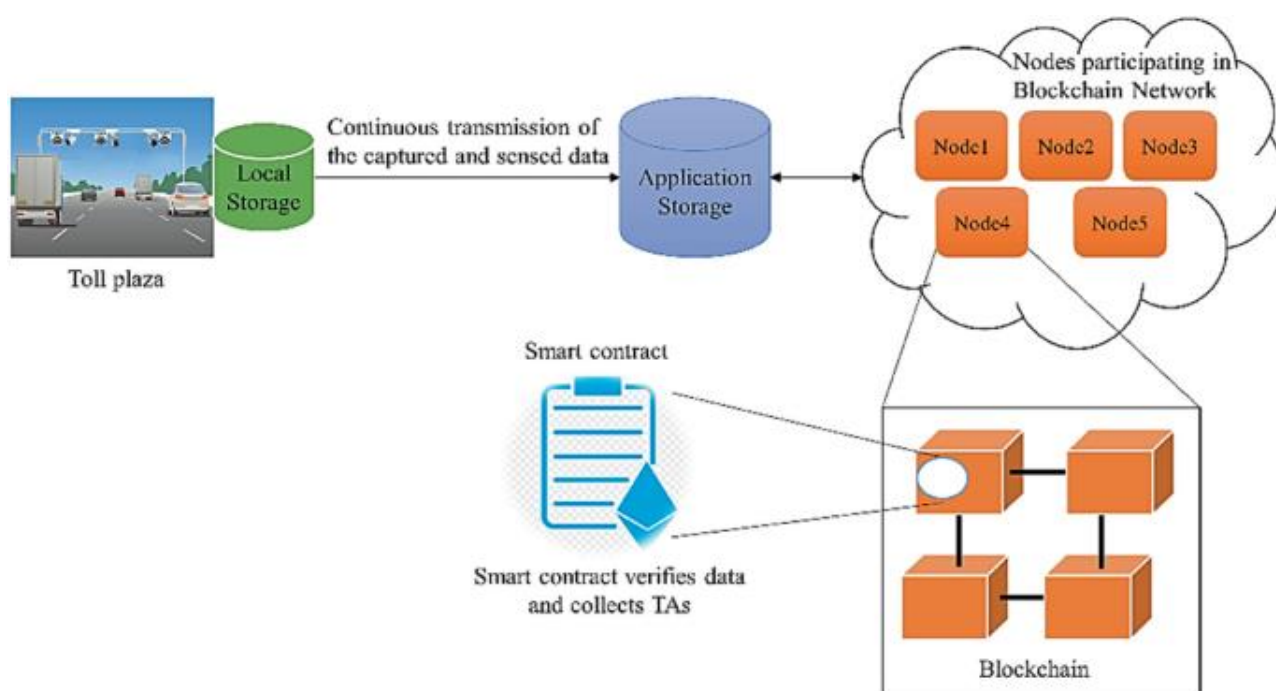 Nodes participating in
Blockchain Network
Node1
Node2
Node3
Node4
Node5
Continuous transmission of
the captured and sensed data
Local
Storage
Application
Storage
Toll plaza
Smart contract
Smart contract verifies data
and collects TAs
Blockchain